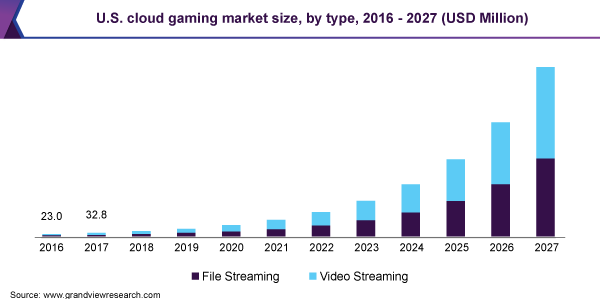 U.S. cloud gaming market size, by type, 2016 - 2027 (USD Million)
23.0 32.8
2016 2017 2018 2019 2020 2021 2022 2023 2024 2025 2026 2027
File Streaming Video Streaming
Source: www.grandviewresearch.com